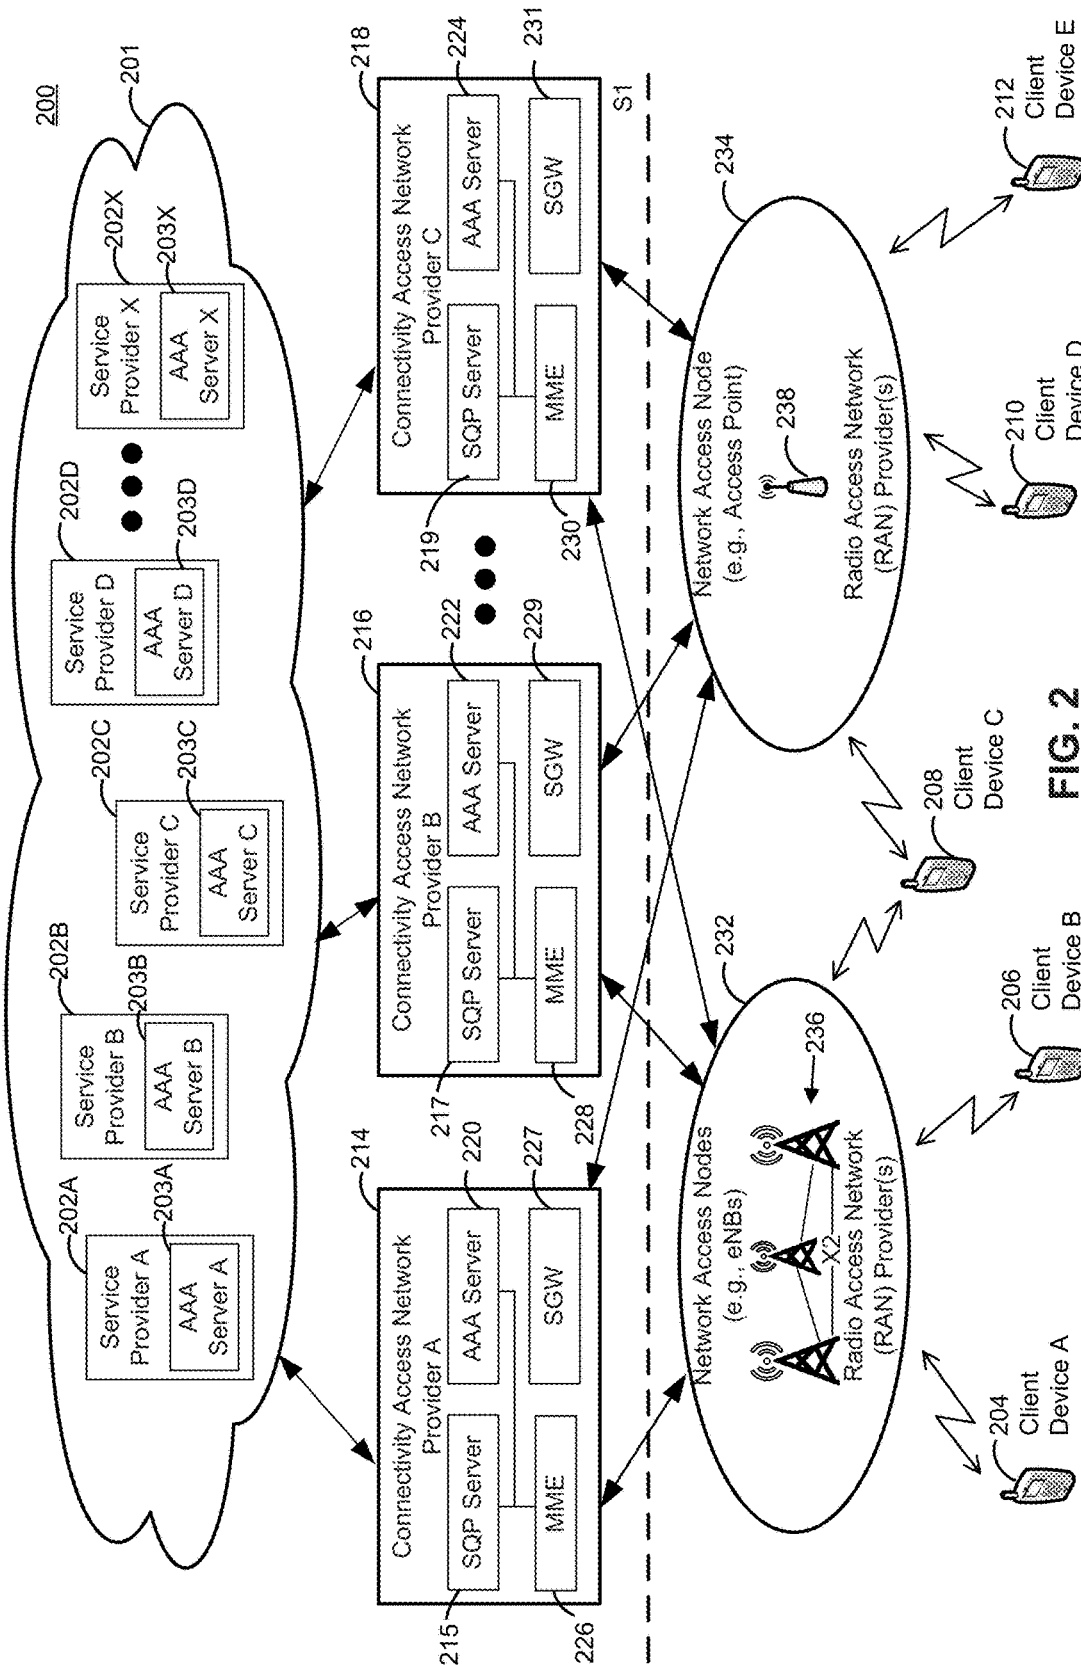 200
201
202A
Service
Provider A
203A
AAA
Server A
202B
Service
Provider B
203B
AAA
Server B
202C
Service
Provider C
203C
AAA
Server C
202D
Service
Provider D
203D
AAA
Server D
202X
Service
Provider X
203X
AAA
Server X
214
Connectivity Access Network
Provider A
215
SQP Server
220
AAA Server
226
MME
227
SGW
216
Connectivity Access Network
Provider B
217
SQP Server
222
AAA Server
228
MME
229
SGW
218
Connectivity Access Network
Provider C
219
SQP Server
224
AAA Server
230
MME
231
SGW
S1
232
Network Access Nodes
(e.g., eNBs)
236
X2
Radio Access Network
(RAN) Provider(s)
234
Network Access Node
(e.g., Access Point)
238
Radio Access Network
(RAN) Provider(s)
204
Client
Device A
206
Client
Device B
208
Client
Device C
210
Client
Device D
212
Client
Device E
FIG. 2